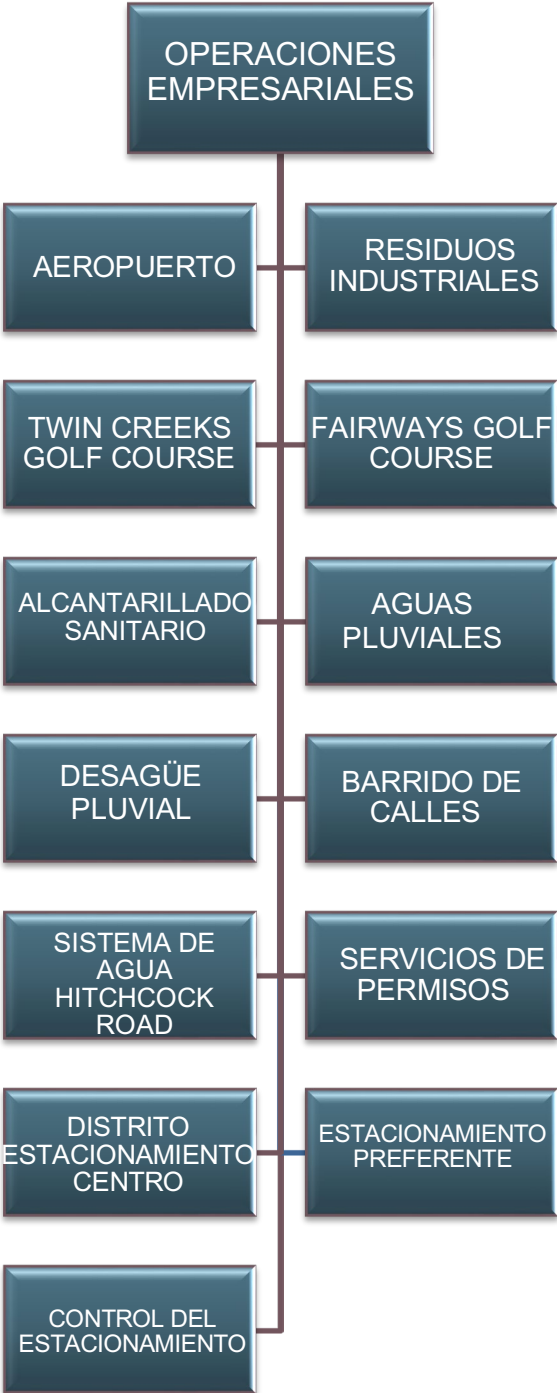 OPERACIONES
EMPRESARIALES
AEROPUERTO
RESIDUOS
INDUSTRIALES
TWIN CREEKS
GOLF COURSE
FAIRWAYS GOLF
COURSE
ALCANTARILLADO
SANITARIO
AGUAS
PLUVIALES
DESAGÜE
PLUVIAL
BARRIDO DE
CALLES
SISTEMA DE
AGUA
HITCHCOCK
ROAD
SERVICIOS DE
PERMISOS
DISTRITO
ESTACIONAMIENTO
CENTRO
ESTACIONAMIENTO
PREFERENTE
CONTROL DEL
ESTACIONAMIENTO